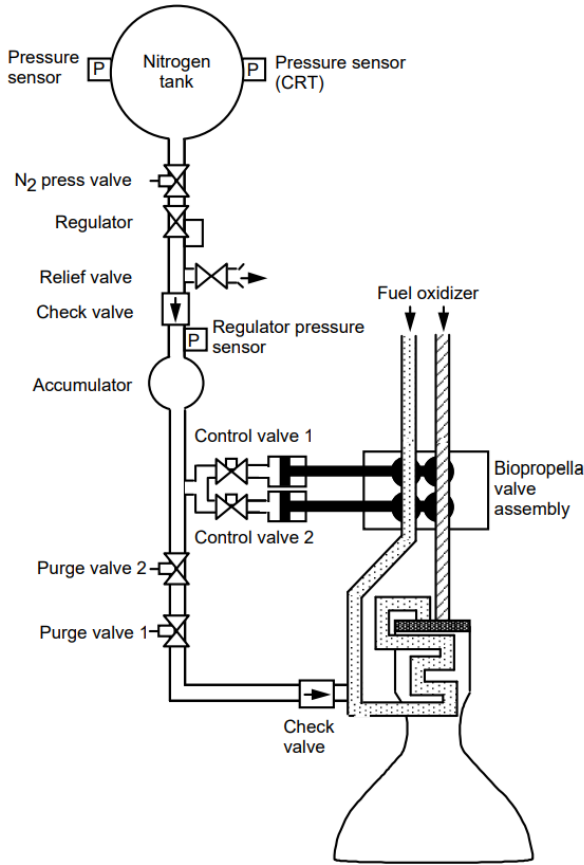 Pressure
sensor
P
Nitrogen
tank
P
Pressure sensor
(CRT)
N2 press valve
Regulator
Relief valve
Check valve
P
Regulator pressure
sensor
Accumulator
Fuel oxidizer
Control valve 1
Control valve 2
Biopropella
valve
assembly
Purge valve 2
Purge valve 1
Check
valve